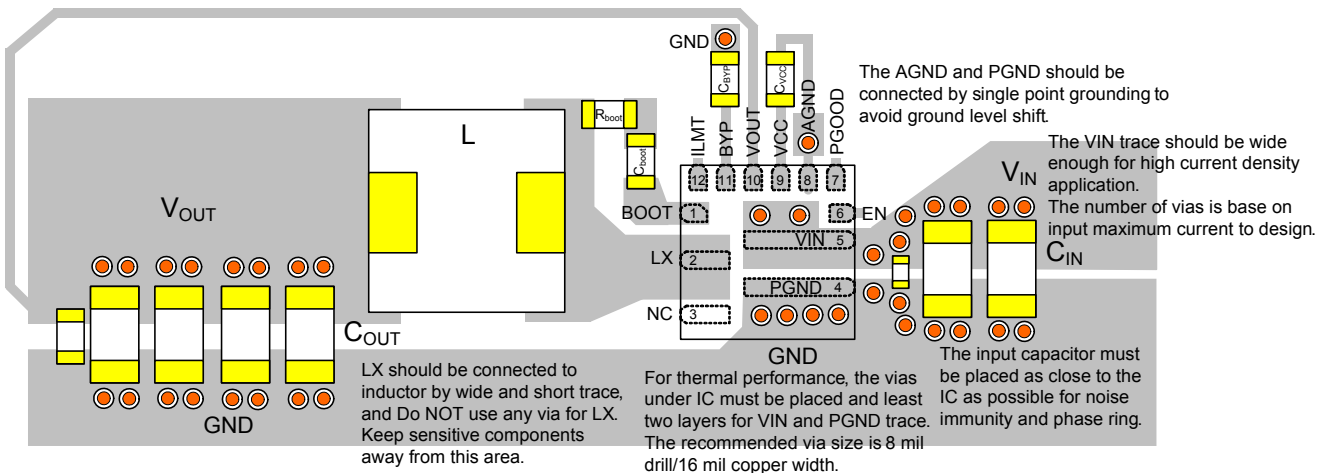 GND
CBYP
CVCC
AGND
The AGND and PGND should be
connected by single point grounding to
avoid ground level shift.
Rboot
Cboot
L
ILMT
BYP
VOUT
VCC
PGOOD
The VIN trace should be wide
enough for high current density
application.
The number of vias is base on
input maximum current to design.
VIN
12
11
10
9
8
7
VOUT
BOOT
1
6
EN
VIN
5
LX
2
CIN
PGND
4
NC
3
COUT
GND
GND
LX should be connected to
inductor by wide and short trace,
and Do NOT use any via for LX.
Keep sensitive components
away from this area.
For thermal performance, the vias
under IC must be placed and least
two layers for VIN and PGND trace.
The recommended via size is 8 mil
drill/16 mil copper width.
The input capacitor must
be placed as close to the
IC as possible for noise
immunity and phase ring.